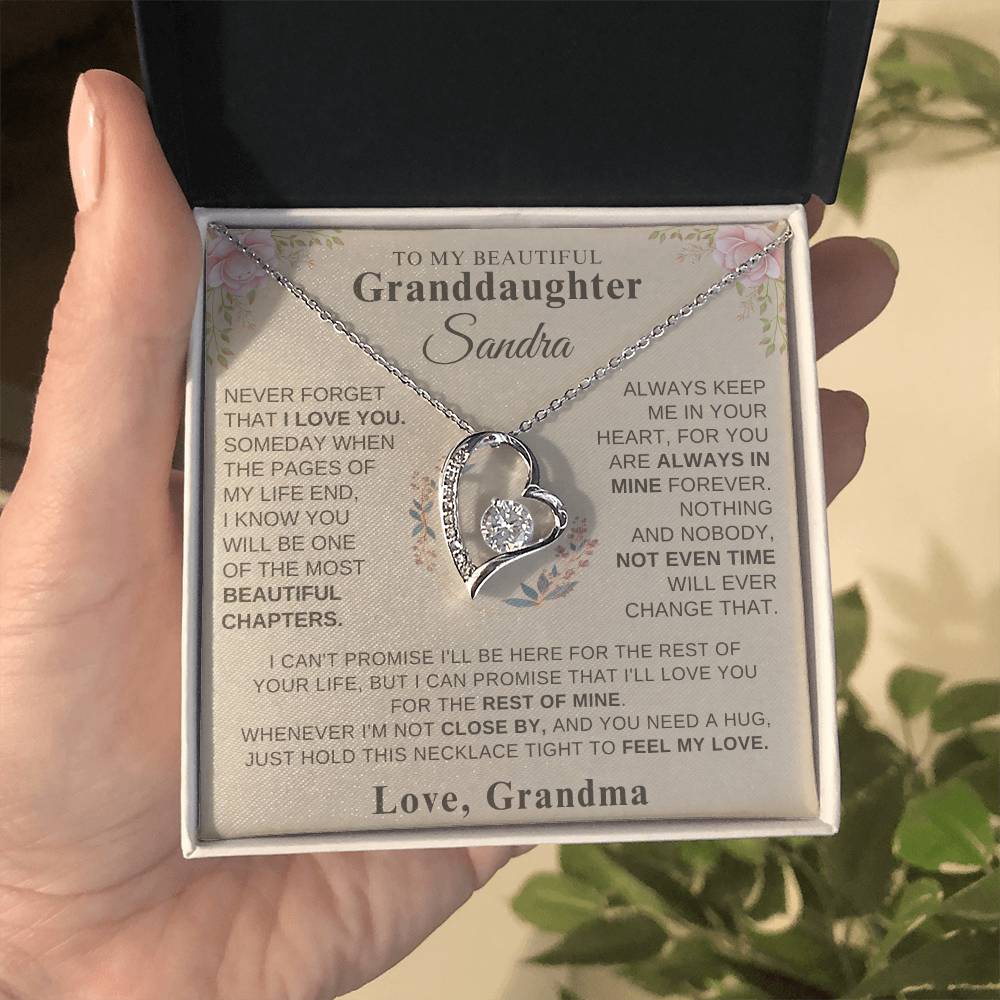 TO MY BEAUTIFUL
Granddaughter
Sandra
NEVER FORGET
THAT I LOVE YOU.
SOMEDAY WHEN
THE PAGES OF
MY LIFE END,
I KNOW YOU
WILL BE ONE
OF THE MOST
BEAUTIFUL
CHAPTERS.
ALWAYS KEEP
ME IN YOUR
HEART, FOR YOU
ARE ALWAYS IN
MINE FOREVER.
NOTHING
AND NOBODY,
NOT EVEN TIME
WILL EVER
CHANGE THAT.
I CAN'T PROMISE I'LL BE HERE FOR THE REST OF
YOUR LIFE, BUT I CAN PROMISE THAT I'LL LOVE YOU
FOR THE REST OF MINE.
WHENEVER I'M NOT CLOSE BY, AND YOU NEED A HUG,
JUST HOLD THIS NECKLACE TIGHT TO FEEL MY LOVE.
Love, Grandma